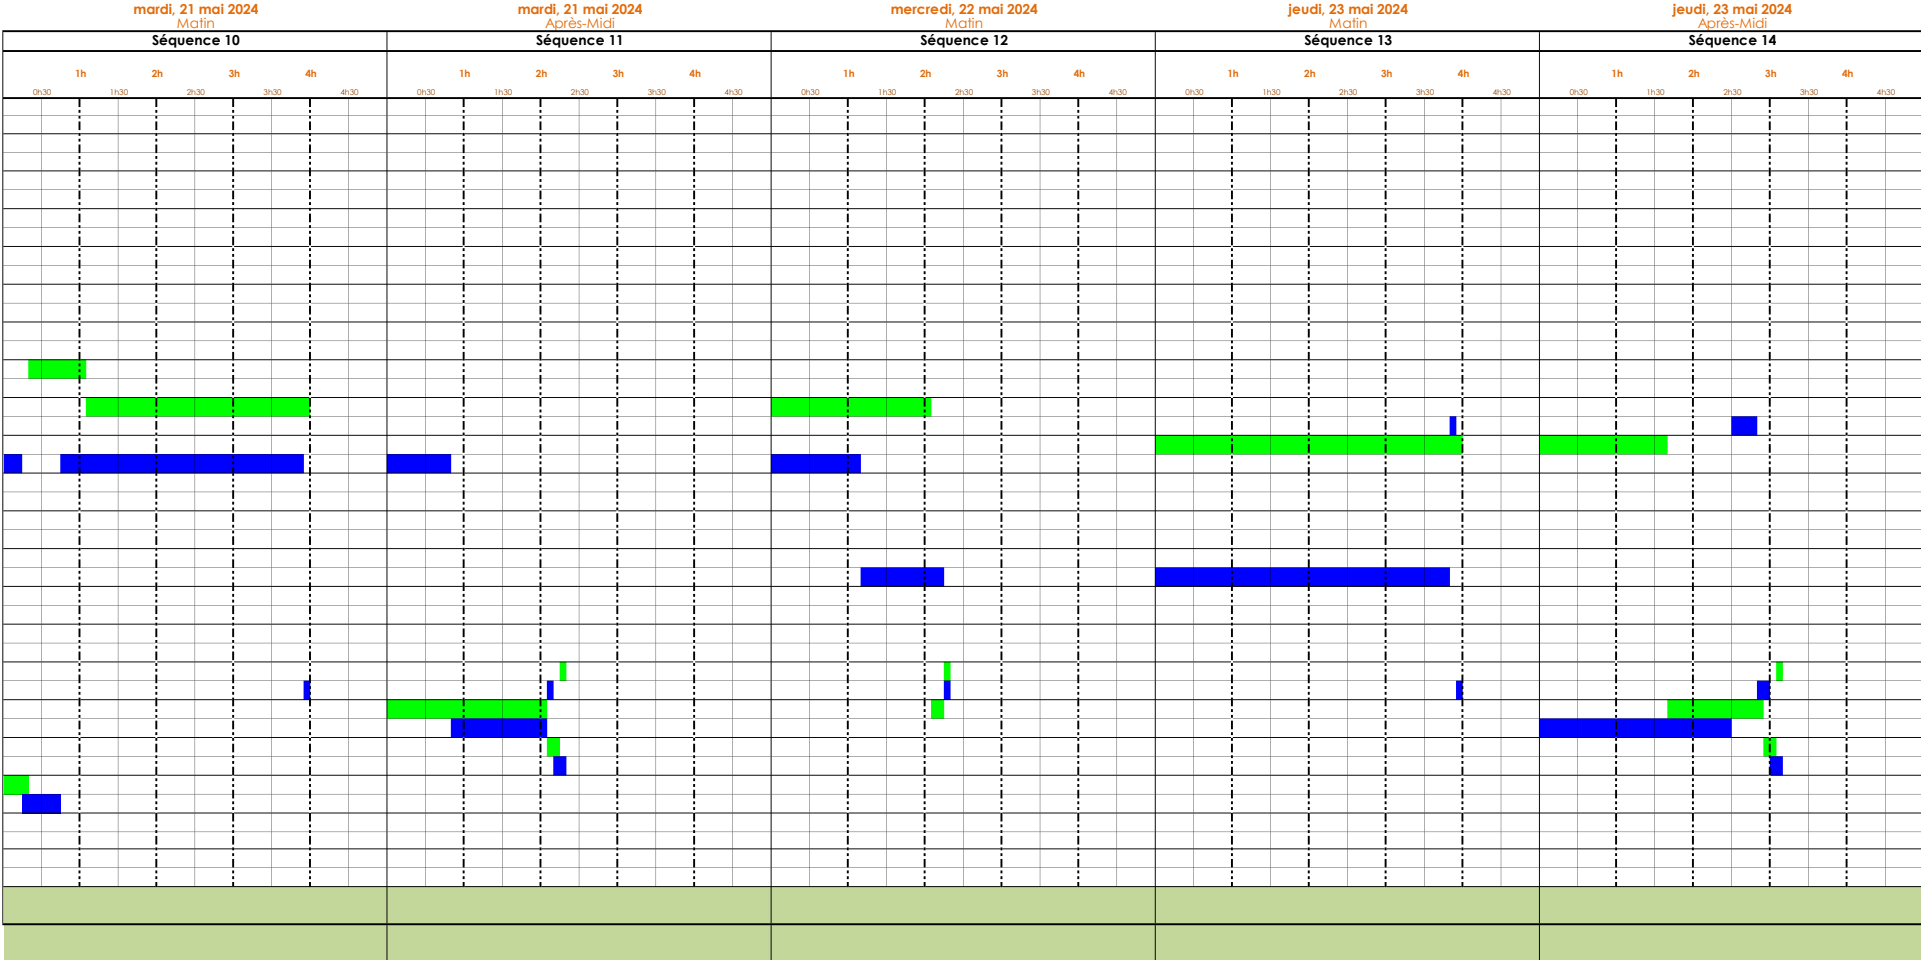 mardi, 21 mai 2024 mardi, 21 mai 2024 mercredi, 22 mai 2024 jeudi, 23 mai 2024 jeudi, 23 mai 2024
Matin Après-Midi Matin Matin Après-Midi
Séquence 10 Séquence 11 Séquence 12 Séquence 13 Séquence 14
1h 2h 3h 4h 1h 2h 3h 4h 1h 2h 3h 4h 1h 2h 3h 4h 1h 2h 3h 4h
0h30 1h30 2h30 3h30 4h30 0h30 1h30 2h30 3h30 4h30 0h30 1h30 2h30 3h30 4h30 0h30 1h30 2h30 3h30 4h30 0h30 1h30 2h30 3h30 4h30